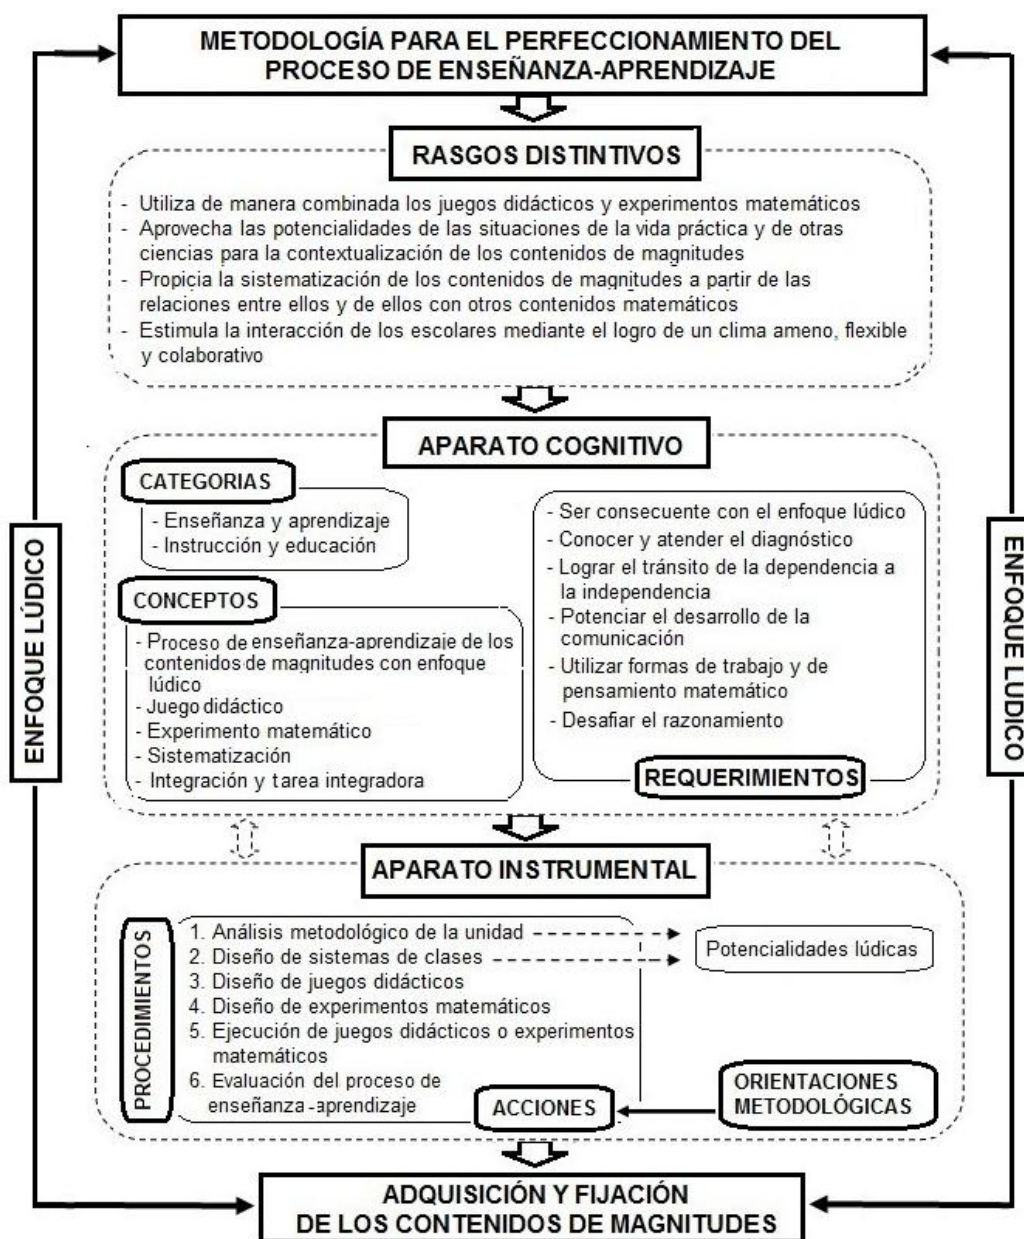 METODOLOGÍA PARA EL PERFECCIONAMIENTO DEL
PROCESO DE ENSEÑANZA-APRENDIZAJE
RASGOS DISTINTIVOS
- Utiliza de manera combinada los juegos didácticos y experimentos matemáticos
- Aprovecha las potencialidades de las situaciones de la vida práctica y de otras
ciencias para la contextualización de los contenidos de magnitudes
- Propicia la sistematización de los contenidos de magnitudes a partir de las
relaciones entre ellos y de ellos con otros contenidos matemáticos
- Estimula la interacción de los escolares mediante el logro de un clima ameno, flexible
y colaborativo
ENFOQUE LÚDICO
APARATO COGNITIVO
CATEGORIAS
- Enseñanza y aprendizaje
- Instrucción y educación
CONCEPTOS
- Proceso de enseñanza-aprendizaje de los
contenidos de magnitudes con enfoque
lúdico
- Juego didáctico
- Experimento matemático
- Sistematización
- Integración y tarea integradora
- Ser consecuente con el enfoque lúdico
- Conocer y atender el diagnóstico
- Lograr el tránsito de la dependencia a
la independencia
- Potenciar el desarrollo de la
comunicación
- Utilizar formas de trabajo y de
pensamiento matemático
- Desafiar el razonamiento
REQUERIMIENTOS
ENFOQUE LÚDICO
APARATO INSTRUMENTAL
PROCEDIMIENTOS
1. Análisis metodológico de la unidad
2. Diseño de sistemas de clases
3. Diseño de juegos didácticos
4. Diseño de experimentos matemáticos
5. Ejecución de juegos didácticos o experimentos
matemáticos
6. Evaluación del proceso de
enseñanza-aprendizaje
ACCIONES
Potencialidades lúdicas
ORIENTACIONES
METODOLÓGICAS
ADQUISICIÓN Y FIJACIÓN
DE LOS CONTENIDOS DE MAGNITUDES